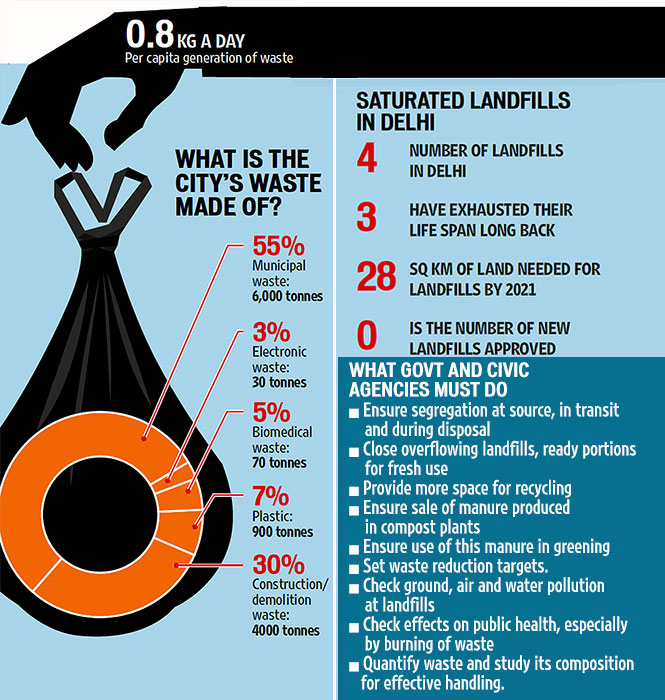 0.8 KG A DAY
Per capita generation of waste
WHAT IS THE
CITY'S WASTE
MADE OF?
55%
Municipal
waste:
6,000 tonnes
3%
Electronic
waste:
30 tonnes
5%
Biomedical
waste:
70 tonnes
7%
Plastic:
900 tonnes
30%
Construction/
demolition
waste:
4000 tonnes
SATURATED LANDFILLS
IN DELHI
4 NUMBER OF LANDFILLS
IN DELHI
3 HAVE EXHAUSTED THEIR
LIFE SPAN LONG BACK
28 SQ KM OF LAND NEEDED FOR
LANDFILLS BY 2021
0 IS THE NUMBER OF NEW
LANDFILLS APPROVED
WHAT GOVT AND CIVIC
AGENCIES MUST DO
■ Ensure segregation at source, in transit
and during disposal
■ Close overflowing landfills, ready portions
for fresh use
■ Provide more space for recycling
■ Ensure sale of manure produced
in compost plants
■ Ensure use of this manure in greening
■ Set waste reduction targets.
■ Check ground, air and water pollution
at landfills
■ Check effects on public health, especially
by burning of waste
■ Quantify waste and study its composition
for effective handling.